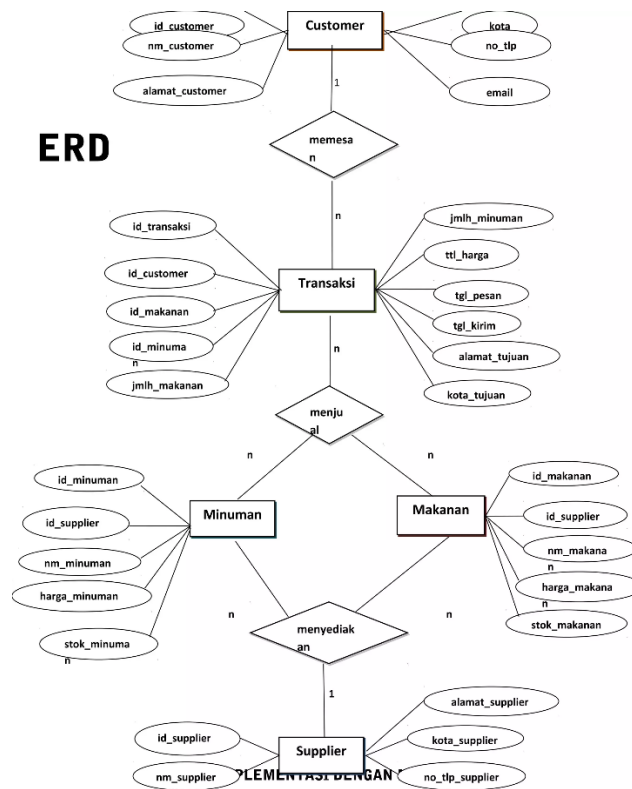 id_customer
Customer
kota
nm_customer
no_tlp
alamat_customer
email
1
ERD
memesa
n
n
id_transaksi
jmlh_minuman
ttl_harga
id_customer
Transaksi
tgl_pesan
id_makanan
tgl_kirim
id_minuma
n
alamat_tujuan
jmlh_makanan
kota_tujuan
n
menju
al
n
n
id_minuman
id_makanan
id_supplier
Minuman
Makanan
id_supplier
nm_minuman
nm_makana
n
harga_minuman
harga_makana
n
stok_minuma
n
stok_makanan
n
n
menyediak
an
1
alamat_supplier
id_supplier
Supplier
kota_supplier
nm_supplier
no_tlp_supplier
DENGAN